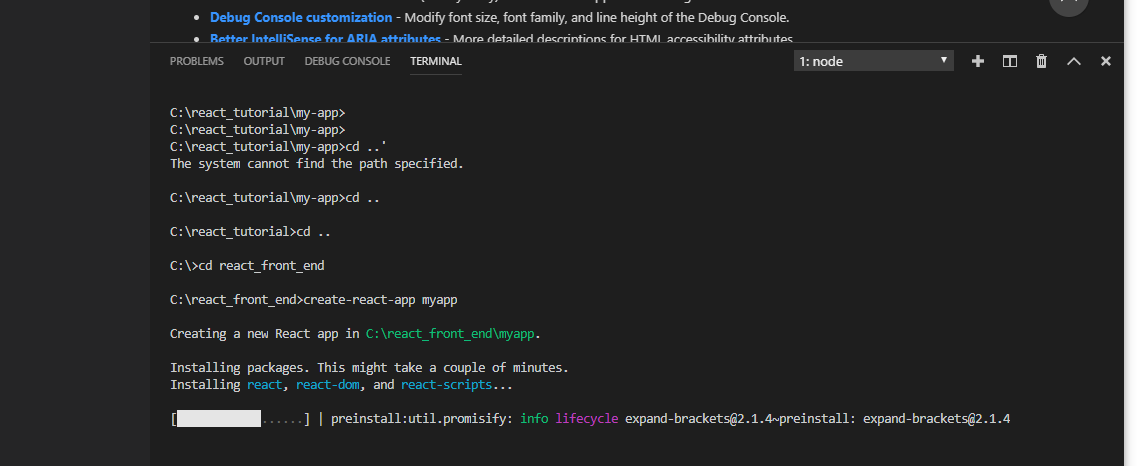 Debug Console customization - Modify font size, font family, and line height of the Debug Console.
Better IntelliSense for ARIA attributes - More detailed descriptions for HTML accessibility attributes.
PROBLEMS OUTPUT DEBUG CONSOLE TERMINAL 1: node
C:\react_tutorial\my-app>
C:\react_tutorial\my-app>
C:\react_tutorial\my-app>cd ..'
The system cannot find the path specified.
C:\react_tutorial\my-app>cd ..
C:\react_tutorial>cd ..
C:\>cd react_front_end
C:\react_front_end>create-react-app myapp
Creating a new React app in C:\react_front_end\myapp.
Installing packages. This might take a couple of minutes.
Installing react, react-dom, and react-scripts...
[ ......] | preinstall:util.promisify: info lifecycle expand-brackets@2.1.4~preinstall: expand-brackets@2.1.4